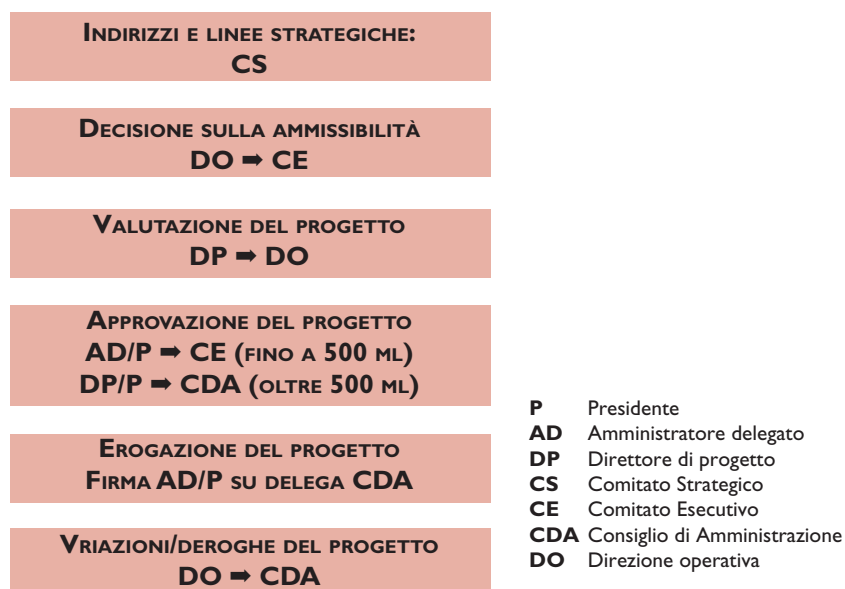 INDIRIZZI E LINEE STRATEGICHE:
CS
DECISIONE SULLA AMMISSIBILITÀ
DO ➡ CE
VALUTAZIONE DEL PROGETTO
DP ➡ DO
APPROVAZIONE DEL PROGETTO
AD/P ➡ CE (FINO A 500 ML)
DP/P ➡ CDA (OLTRE 500 ML)
EROGAZIONE DEL PROGETTO
FIRMA AD/P SU DELEGA CDA
VRIAZIONI/DEROGHE DEL PROGETTO
DO ➡ CDA
P Presidente
AD Amministratore delegato
DP Direttore di progetto
CS Comitato Strategico
CE Comitato Esecutivo
CDA Consiglio di Amministrazione
DO Direzione operativa